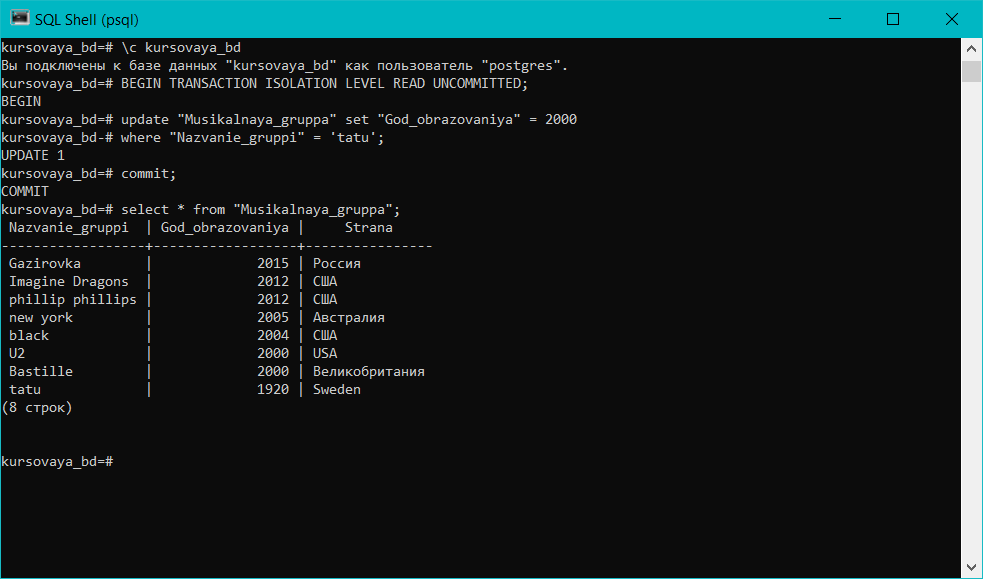 SQL Shell (psql)
kursovaya_bd=# \c kursovaya_bd
Вы подключены к базе данных "kursovaya_bd" как пользователь "postgres".
kursovaya_bd=# BEGIN TRANSACTION ISOLATION LEVEL READ UNCOMMITTED;
BEGIN
kursovaya_bd=# update "Musikalnaya_gruppa" set "God_obrazovaniya" = 2000
kursovaya_bd-# where "Nazvanie_gruppi" = 'tatu';
UPDATE 1
kursovaya_bd=# commit;
COMMIT
kursovaya_bd=# select * from "Musikalnaya_gruppa";
 Nazvanie_gruppi  | God_obrazovaniya |     Strana
------------------+------------------+----------------
 Gazirovka        |             2015 | Россия
 Imagine Dragons  |             2012 | США
 phillip phillips |             2012 | США
 new york         |             2005 | Австралия
 black            |             2004 | США
 U2               |             2000 | USA
 Bastille         |             2000 | Великобритания
 tatu             |             1920 | Sweden
(8 строк)
kursovaya_bd=#